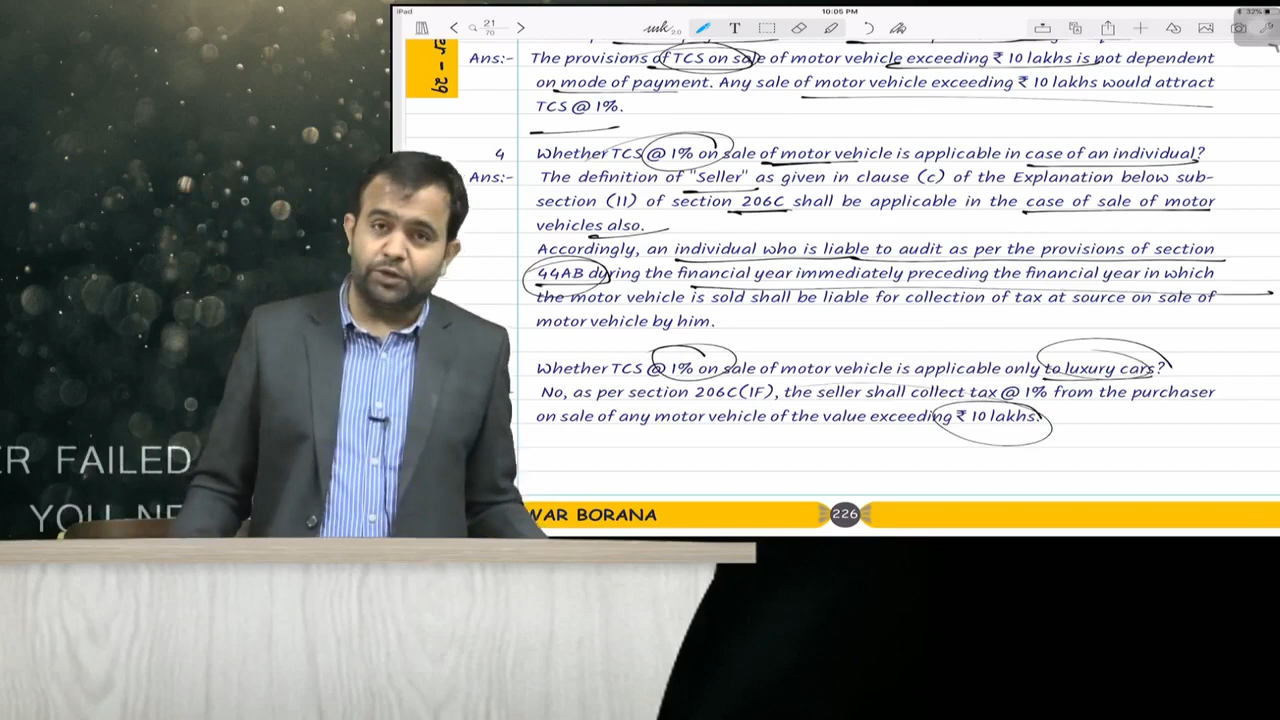 iPad
10:05 PM
32%
21
70
T
ar - 29
Ans:- The provisions of TCS on sale of motor vehicle exceeding ₹ 10 lakhs is not dependent
on mode of payment. Any sale of motor vehicle exceeding ₹ 10 lakhs would attract
TCS @ 1%.
4 Whether TCS @ 1% on sale of motor vehicle is applicable in case of an individual?
Ans:- The definition of "Seller" as given in clause (c) of the Explanation below sub-
section (11) of section 206C shall be applicable in the case of sale of motor
vehicles also.
Accordingly, an individual who is liable to audit as per the provisions of section
44AB during the financial year immediately preceding the financial year in which
the motor vehicle is sold shall be liable for collection of tax at source on sale of
motor vehicle by him.
Whether TCS @ 1% on sale of motor vehicle is applicable only to luxury cars?
No, as per section 206C(1F), the seller shall collect tax @ 1% from the purchaser
on sale of any motor vehicle of the value exceeding ₹ 10 lakhs.
ER FAILED
YOU NE
WAR BORANA
226